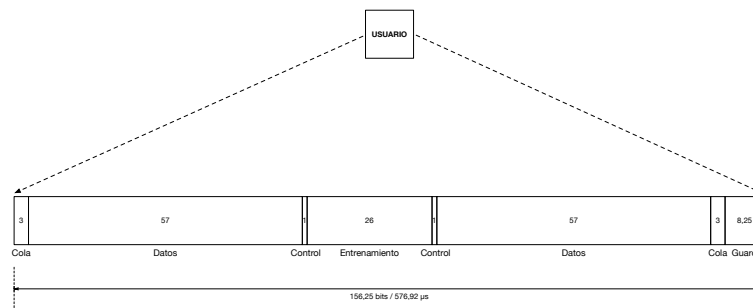 USUARIO
3 57 1 26 1 57 3 8,25
Cola Datos Control Entrenamiento Control Datos Cola Guard
156,25 bits / 576,92 µs